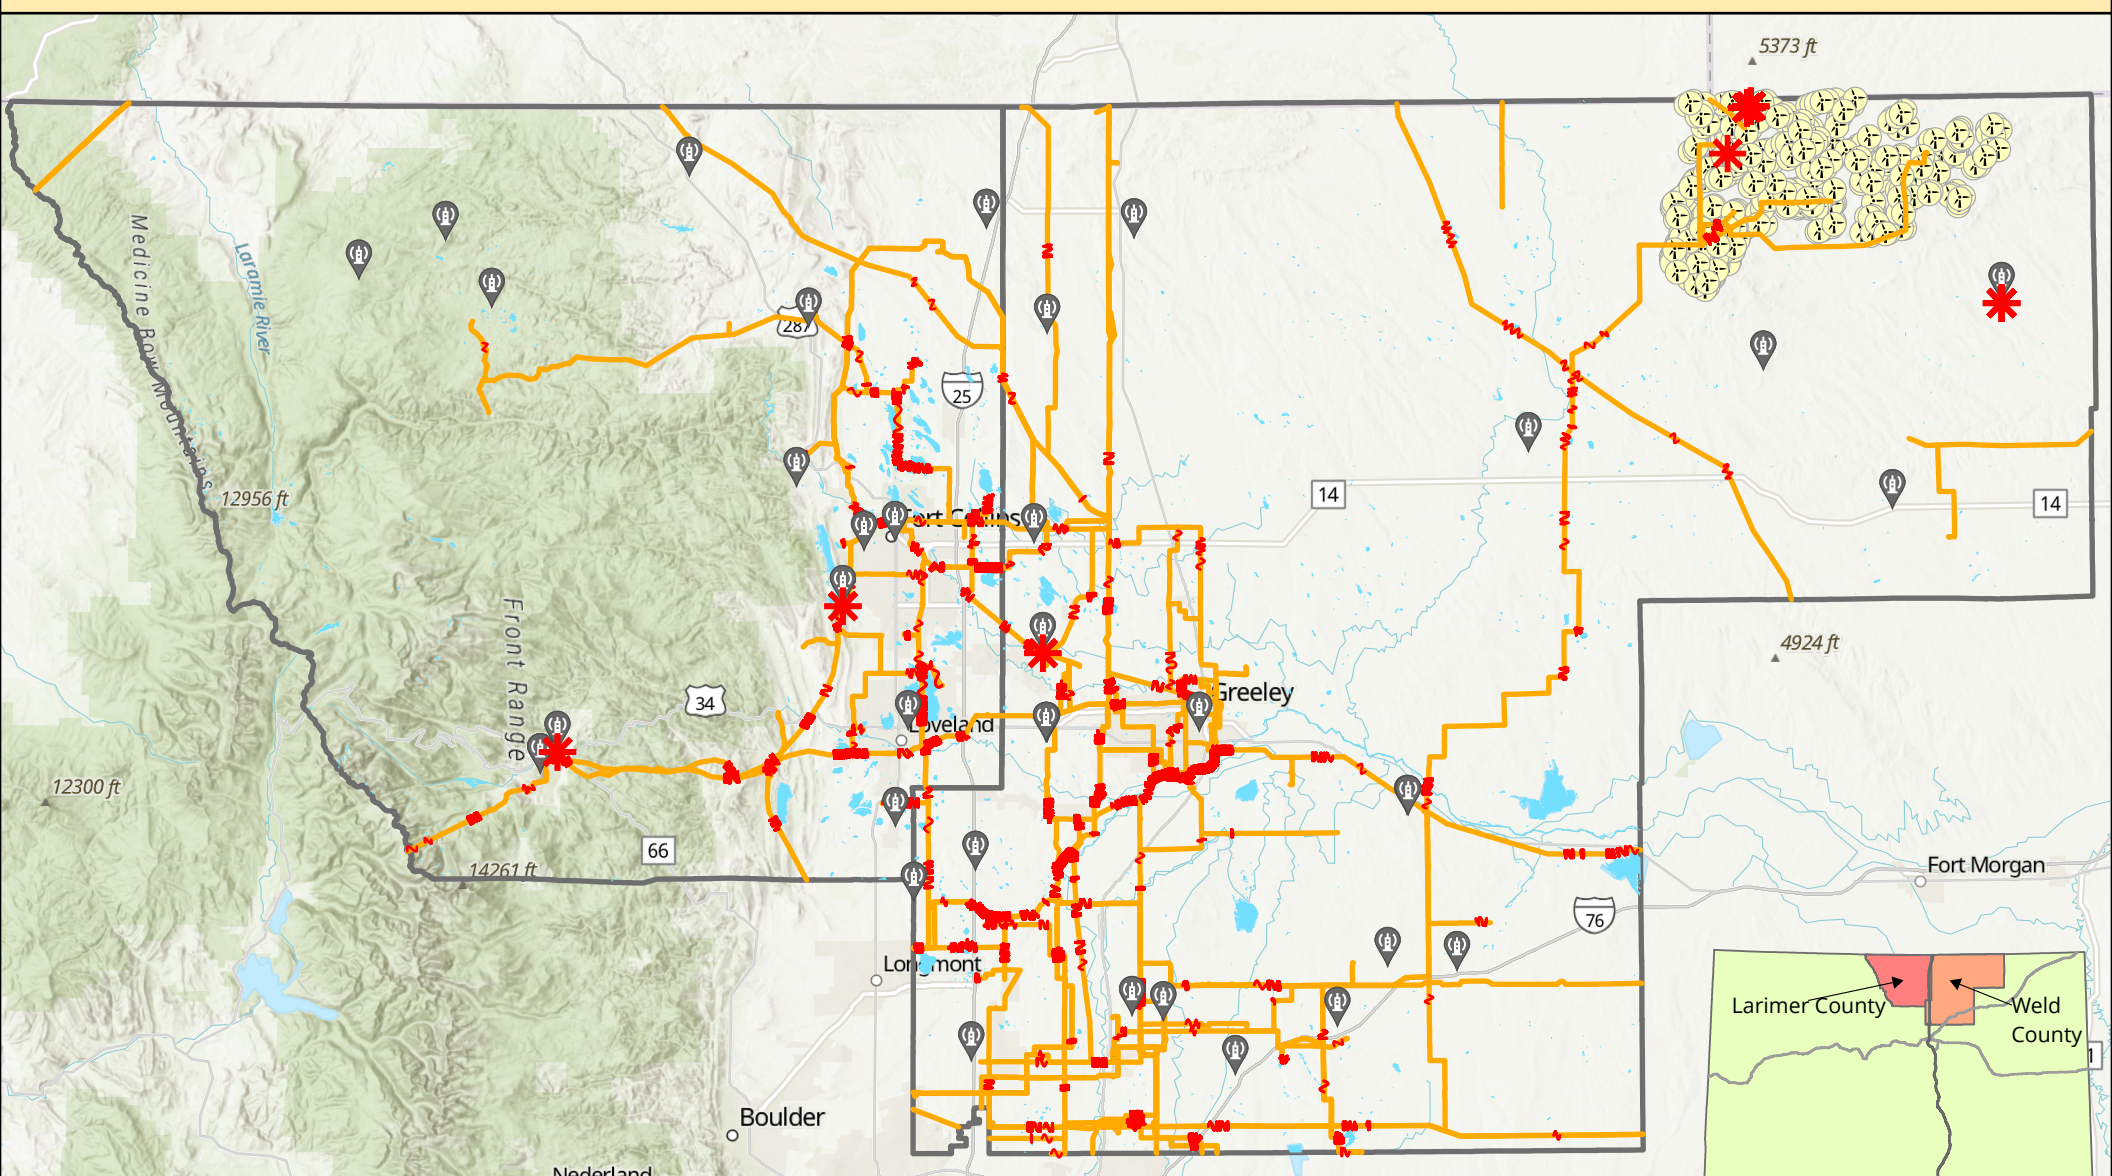 5373 ft
Medicine Bow Mountains
Laramie River
287
25
14
14
12956 ft
Fort Collins
Front Range
4924 ft
34
Greeley
Loveland
12300 ft
66
14261 ft
Fort Morgan
76
Longmont
Larimer County
Weld
County
1
Boulder
Nederland